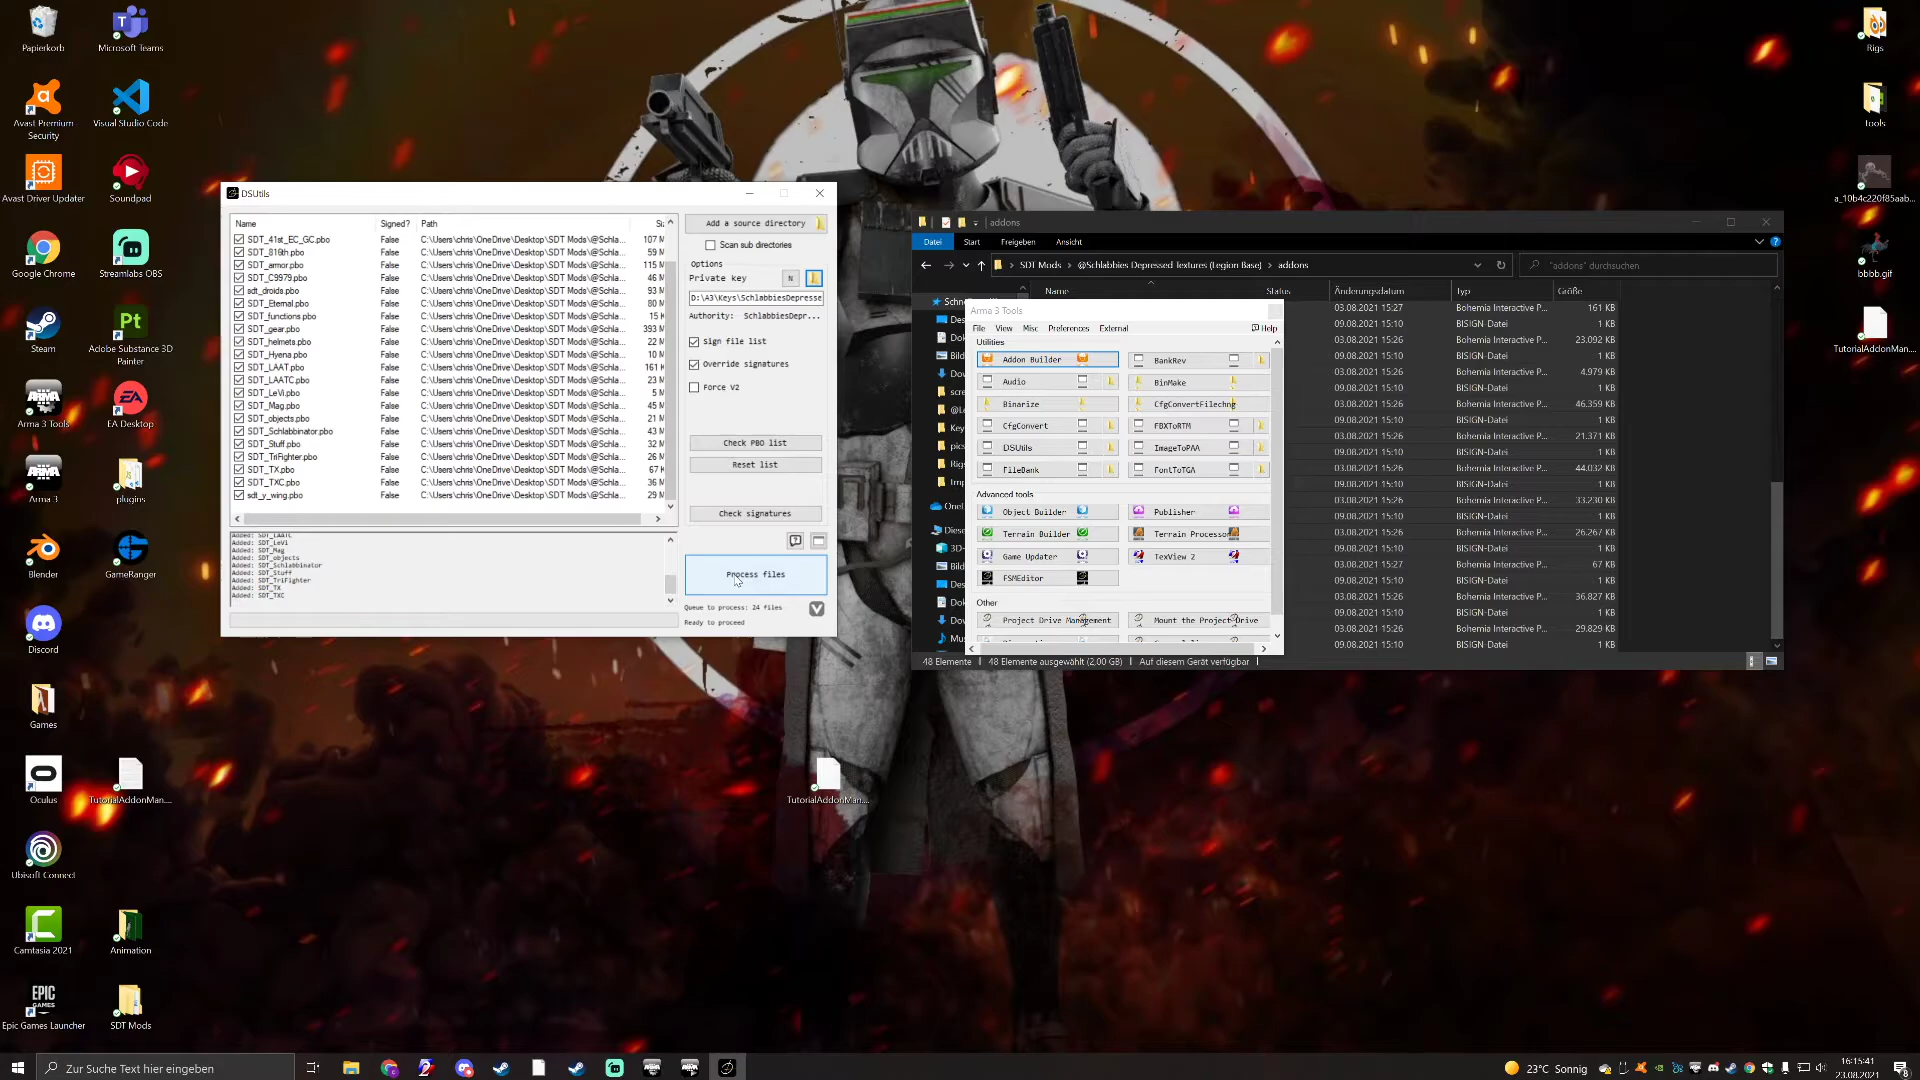 Papierkorb
Microsoft Teams
Avast Premium
Security
Visual Studio Code
Avast Driver Updater
Soundpad
Google Chrome
Streamlabs OBS
Steam
Adobe Substance 3D
Painter
Arma 3 Tools
EA Desktop
Arma 3
plugins
Blender
GameRanger
Discord
Games
Oculus
TutorialAddonMan....
Ubisoft Connect
Camtasia 2021
Animation
Epic Games Launcher
SDT Mods
TutorialAddonMan....
Rigs
tools
a_10b4c220f85aab...
TutorialAddonMan....
DSUtils
Name Signed? Path
SDT_41st_EC_GC.pbo False C:\Users\chris\OneDrive\Desktop\SDT Mods\@Schla... 107 M
SDT_819th.pbo False C:\Users\chris\OneDrive\Desktop\SDT Mods\@Schla... 59 M
SDT_armor.pbo False C:\Users\chris\OneDrive\Desktop\SDT Mods\@Schla... 115 M
SDT_C9979.pbo False C:\Users\chris\OneDrive\Desktop\SDT Mods\@Schla... 46 M
sdt_droids.pbo False C:\Users\chris\OneDrive\Desktop\SDT Mods\@Schla... 93 M
SDT_Eternal.pbo False C:\Users\chris\OneDrive\Desktop\SDT Mods\@Schla... 80 M
SDT_functions.pbo False C:\Users\chris\OneDrive\Desktop\SDT Mods\@Schla... 15 K
SDT_gear.pbo False C:\Users\chris\OneDrive\Desktop\SDT Mods\@Schla... 393 M
SDT_helmets.pbo False C:\Users\chris\OneDrive\Desktop\SDT Mods\@Schla... 22 M
SDT_Hyena.pbo False C:\Users\chris\OneDrive\Desktop\SDT Mods\@Schla... 10 M
SDT_LAAT.pbo False C:\Users\chris\OneDrive\Desktop\SDT Mods\@Schla... 161 K
SDT_LAATC.pbo False C:\Users\chris\OneDrive\Desktop\SDT Mods\@Schla... 23 M
SDT_LeVi.pbo False C:\Users\chris\OneDrive\Desktop\SDT Mods\@Schla... 5 M
SDT_Mag.pbo False C:\Users\chris\OneDrive\Desktop\SDT Mods\@Schla... 45 M
SDT_objects.pbo False C:\Users\chris\OneDrive\Desktop\SDT Mods\@Schla... 21 M
SDT_Schlabbinator.pbo False C:\Users\chris\OneDrive\Desktop\SDT Mods\@Schla... 43 M
SDT_Stuff.pbo False C:\Users\chris\OneDrive\Desktop\SDT Mods\@Schla... 32 M
SDT_TriFighter.pbo False C:\Users\chris\OneDrive\Desktop\SDT Mods\@Schla... 26 M
SDT_TX.pbo False C:\Users\chris\OneDrive\Desktop\SDT Mods\@Schla... 67 K
SDT_TXC.pbo False C:\Users\chris\OneDrive\Desktop\SDT Mods\@Schla... 36 M
sdt_y_wing.pbo False C:\Users\chris\OneDrive\Desktop\SDT Mods\@Schla... 29 M
Added: SDT_LAATC
Added: SDT_LeVi
Added: SDT_Mag
Added: SDT_objects
Added: SDT_Schlabbinator
Added: SDT_Stuff
Added: SDT_TriFighter
Added: SDT_TX
Added: SDT_TXC
Add a source directory
Scan sub directories
Options
Private key N
D:\A3\Keys\SchlabbiesDepresse
Authority: SchlabbiesDepr...
Sign file list
Override signatures
Force V2
Check PBO list
Reset list
Check signatures
Process files
Queue to process: 24 files
Ready to proceed
addons
Datei Start Freigeben Ansicht
SDT Mods > @Schlabbies Depressed Textures (Legion Base) > addons
"addons" durchsuchen
Name Status Änderungsdatum Typ Größe
03.08.2021 15:27 Bohemia Interactive P... 161 KB
09.08.2021 15:10 BISIGN-Datei 1 KB
03.08.2021 15:26 Bohemia Interactive P... 23.092 KB
09.08.2021 15:10 BISIGN-Datei 1 KB
03.08.2021 15:26 Bohemia Interactive P... 4.979 KB
09.08.2021 15:10 BISIGN-Datei 1 KB
03.08.2021 15:26 Bohemia Interactive P... 46.359 KB
09.08.2021 15:10 BISIGN-Datei 1 KB
03.08.2021 15:26 Bohemia Interactive P... 21.371 KB
09.08.2021 15:10 BISIGN-Datei 1 KB
03.08.2021 15:26 Bohemia Interactive P... 44.032 KB
09.08.2021 15:10 BISIGN-Datei 1 KB
03.08.2021 15:26 Bohemia Interactive P... 33.230 KB
09.08.2021 15:10 BISIGN-Datei 1 KB
03.08.2021 15:26 Bohemia Interactive P... 26.267 KB
09.08.2021 15:10 BISIGN-Datei 1 KB
03.08.2021 15:27 Bohemia Interactive P... 67 KB
09.08.2021 15:10 BISIGN-Datei 1 KB
03.08.2021 15:26 Bohemia Interactive P... 36.827 KB
09.08.2021 15:10 BISIGN-Datei 1 KB
03.08.2021 15:26 Bohemia Interactive P... 29.829 KB
09.08.2021 15:10 BISIGN-Datei 1 KB
48 Elemente 48 Elemente ausgewählt (2,00 GB) Auf diesem Gerät verfügbar
Arma 3 Tools
File View Misc Preferences External Help
Utilities
Addon Builder BankRev
Audio BinMake
Binarize CfgConvertFilechng
CfgConvert FBXToRTM
DSUtils ImageToPAA
FileBank FontToTGA
Advanced tools
Object Builder Publisher
Terrain Builder Terrain Processor
Game Updater TexView 2
FSMEditor
Other
Project Drive Management Mount the Project Drive
Zur Suche Text hier eingeben
23°C Sonnig
16:15:41
23.08.2021
8